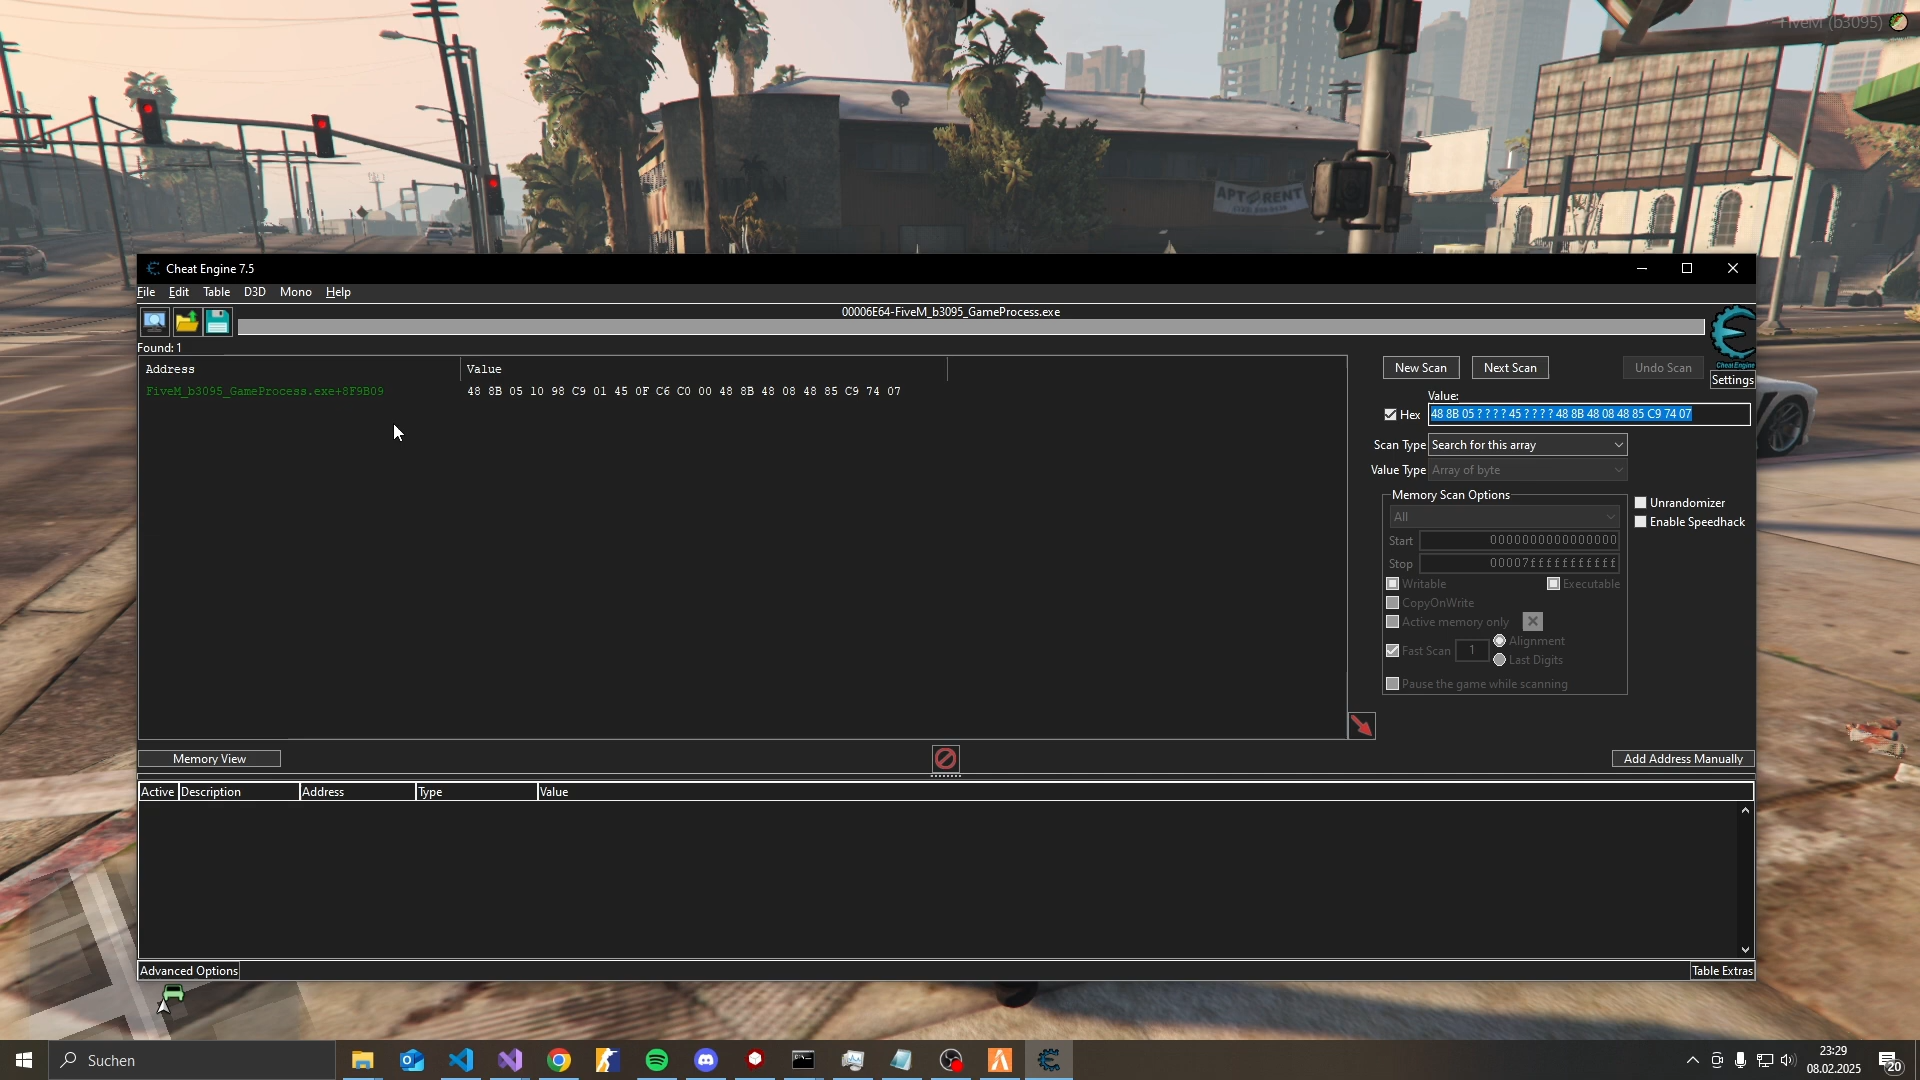 FiveM (b3095)
APT RENT
Cheat Engine 7.5
File Edit Table D3D Mono Help
00006E64-FiveM_b3095_GameProcess.exe
Found: 1
Cheat Engine
Settings
Address Value
FiveM_b3095_GameProcess.exe+8F9B09 48 8B 05 10 98 C9 01 45 0F C6 C0 00 48 8B 48 08 48 85 C9 74 07
New Scan Next Scan Undo Scan
Value:
Hex 48 8B 05 ? ? ? ? 45 ? ? ? ? 48 8B 48 08 48 85 C9 74 07
Scan Type Search for this array
Value Type Array of byte
Memory Scan Options
All
Start 0000000000000000
Stop 00007fffffffffff
Writable Executable
CopyOnWrite
Active memory only
Fast Scan 1 Alignment
Last Digits
Pause the game while scanning
Unrandomizer
Enable Speedhack
Memory View Add Address Manually
Active Description Address Type Value
Advanced Options Table Extras
Suchen
23:29
08.02.2025
20